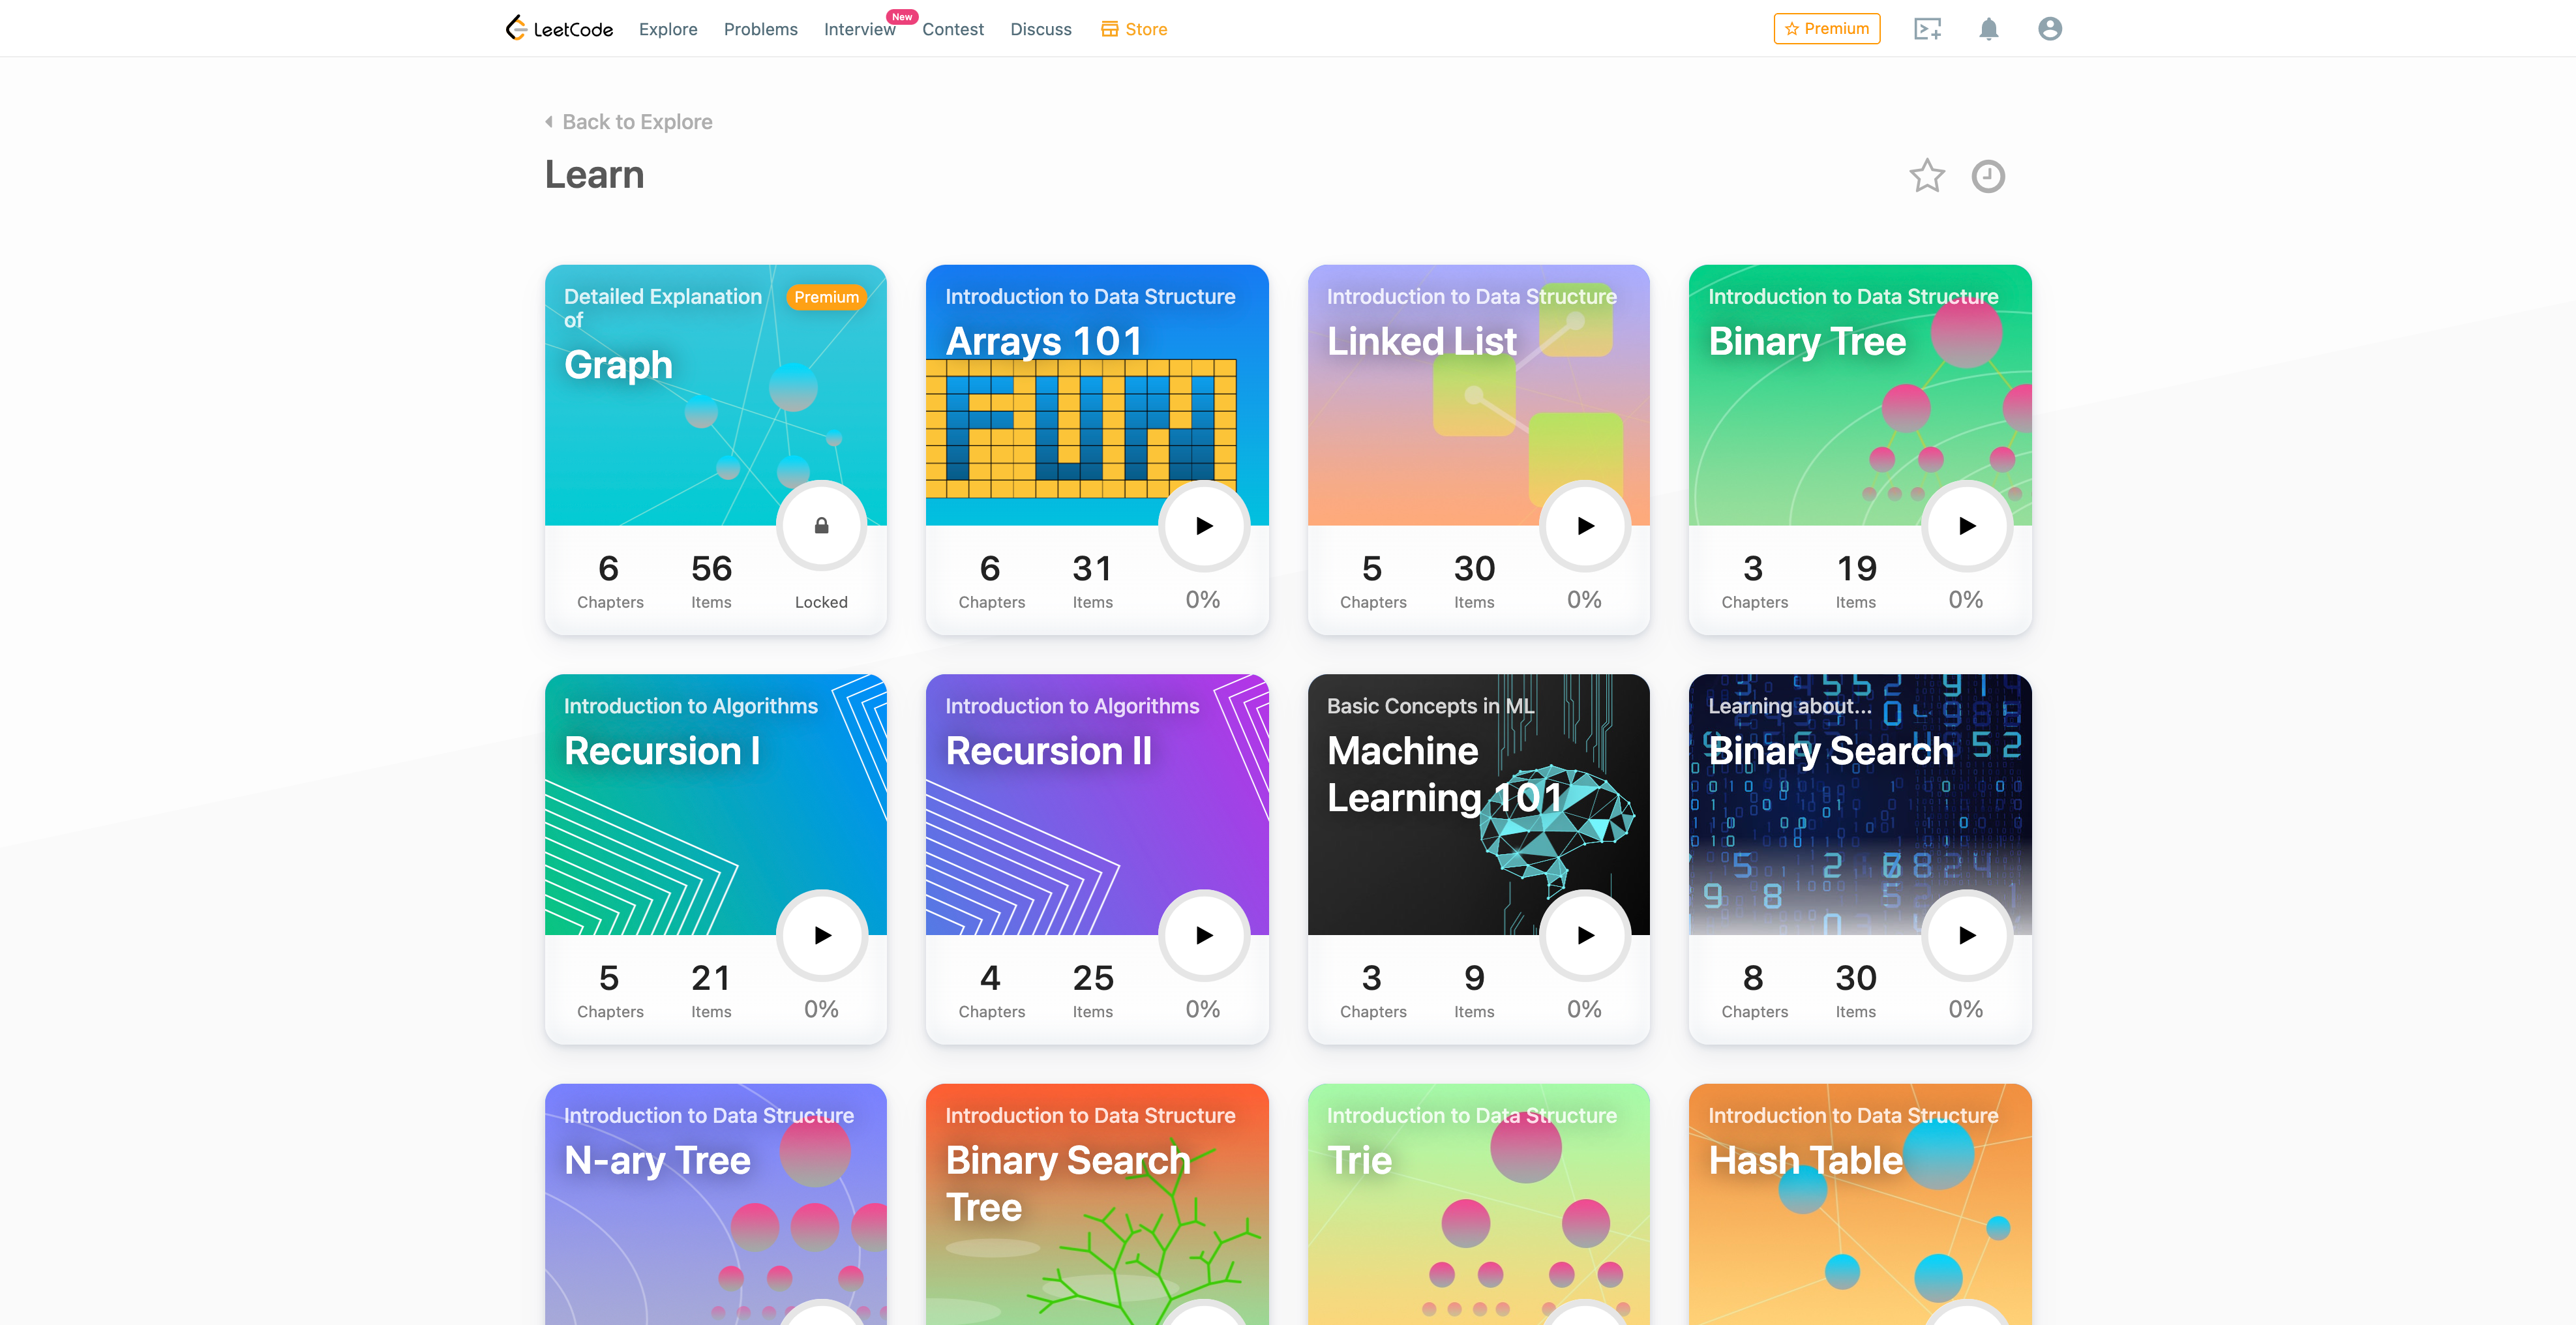 LeetCode
Explore
Problems
Interview
New
Contest
Discuss
Store
Premium
Back to Explore
Learn
Detailed Explanation
of
Premium
Graph
6
Chapters
56
Items
Locked
Introduction to Data Structure
Arrays 101
FUN
6
Chapters
31
Items
0%
Introduction to Data Structure
Linked List
5
Chapters
30
Items
0%
Introduction to Data Structure
Binary Tree
3
Chapters
19
Items
0%
Introduction to Algorithms
Recursion I
5
Chapters
21
Items
0%
Introduction to Algorithms
Recursion II
4
Chapters
25
Items
0%
Basic Concepts in ML
Machine
Learning 101
3
Chapters
9
Items
0%
Learning about...
Binary Search
8
Chapters
30
Items
0%
Introduction to Data Structure
N-ary Tree
Introduction to Data Structure
Binary Search
Tree
Introduction to Data Structure
Trie
Introduction to Data Structure
Hash Table